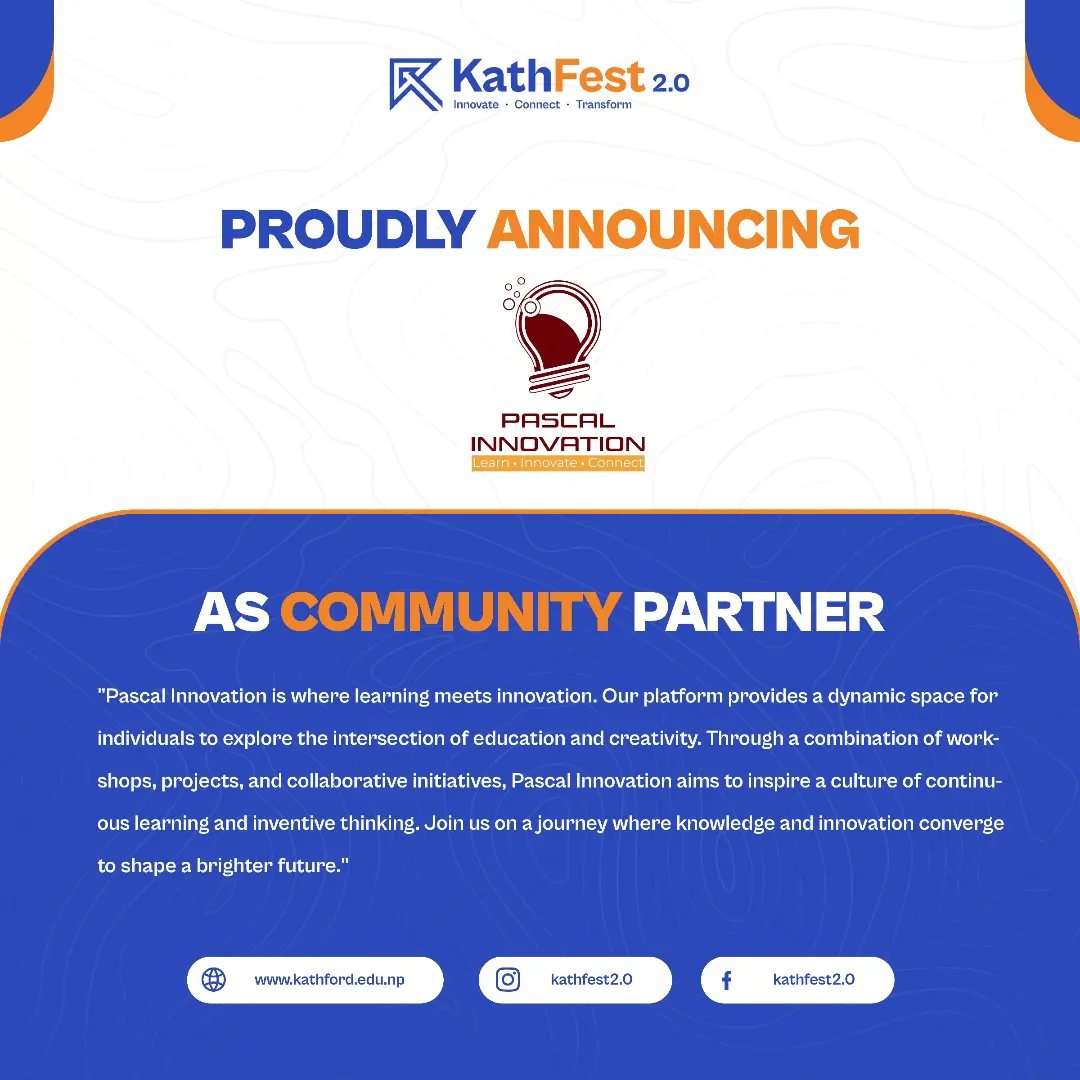 KathFest 2.0
Innovate · Connect · Transform
PROUDLY ANNOUNCING
PASCAL
INNOVATION
Learn • Innovate • Connect
AS COMMUNITY PARTNER
"Pascal Innovation is where learning meets innovation. Our platform provides a dynamic space for
individuals to explore the intersection of education and creativity. Through a combination of work-
shops, projects, and collaborative initiatives, Pascal Innovation aims to inspire a culture of continu-
ous learning and inventive thinking. Join us on a journey where knowledge and innovation converge
to shape a brighter future."
www.kathford.edu.np
kathfest2.0
kathfest2.0